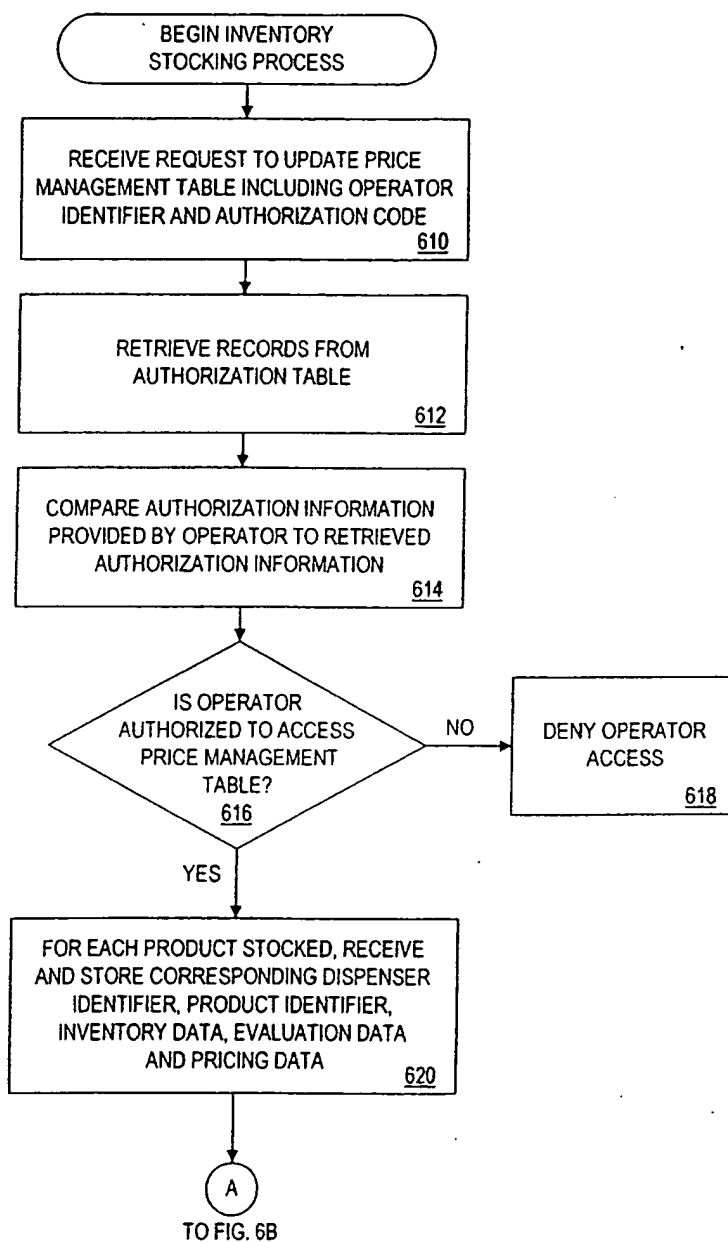 BEGIN INVENTORY
STOCKING PROCESS
RECEIVE REQUEST TO UPDATE PRICE
MANAGEMENT TABLE INCLUDING OPERATOR
IDENTIFIER AND AUTHORIZATION CODE
610
RETRIEVE RECORDS FROM
AUTHORIZATION TABLE
612
COMPARE AUTHORIZATION INFORMATION
PROVIDED BY OPERATOR TO RETRIEVED
AUTHORIZATION INFORMATION
614
IS OPERATOR
AUTHORIZED TO ACCESS
PRICE MANAGEMENT
TABLE?
616
NO
DENY OPERATOR
ACCESS
618
YES
FOR EACH PRODUCT STOCKED, RECEIVE
AND STORE CORRESPONDING DISPENSER
IDENTIFIER, PRODUCT IDENTIFIER,
INVENTORY DATA, EVALUATION DATA
AND PRICING DATA
620
A
TO FIG. 6B